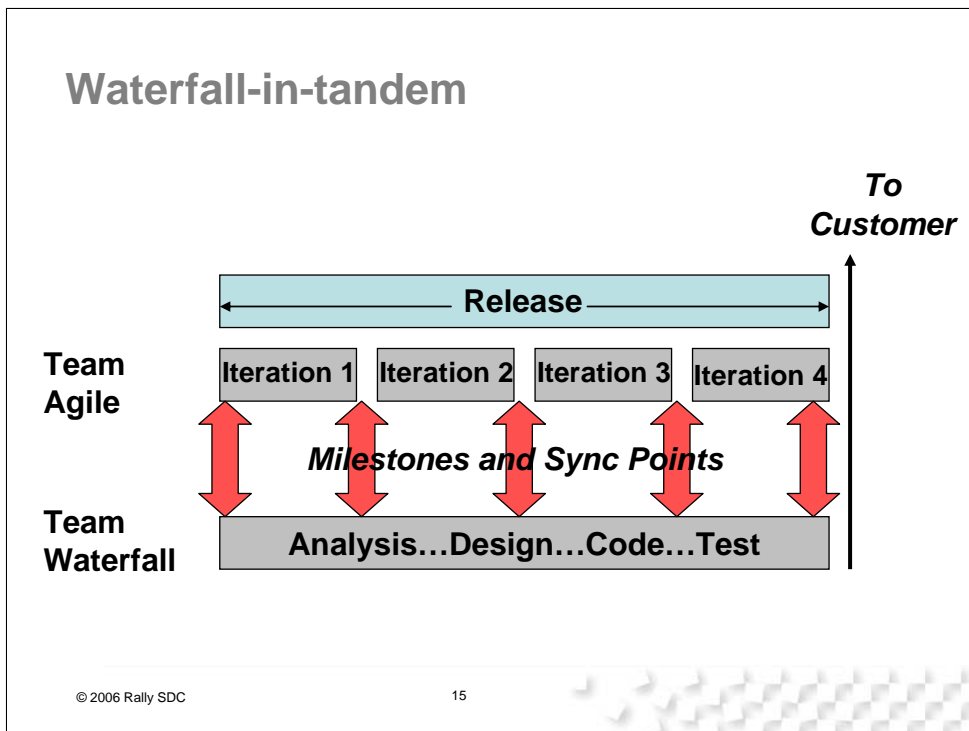 Waterfall-in-tandem
To
Customer
Release
Team
Agile
Iteration 1
Iteration 2
Iteration 3
Iteration 4
Milestones and Sync Points
Team
Waterfall
Analysis…Design…Code…Test
© 2006 Rally SDC
15